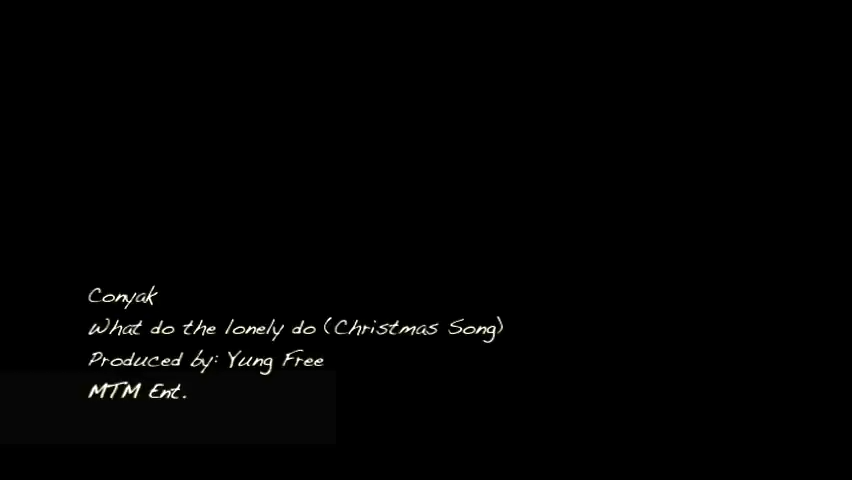 Conyak
What do the lonely do (Christmas Song)
Produced by: Yung Free
MTM Ent.